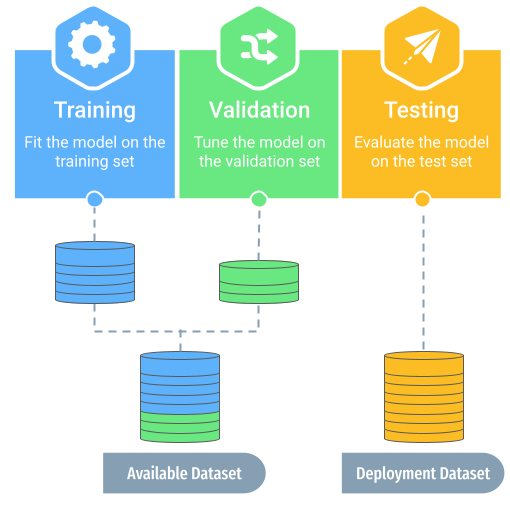 Training
Fit the model on the
training set
Validation
Tune the model on
the validation set
Testing
Evaluate the model
on the test set
Available Dataset
Deployment Dataset